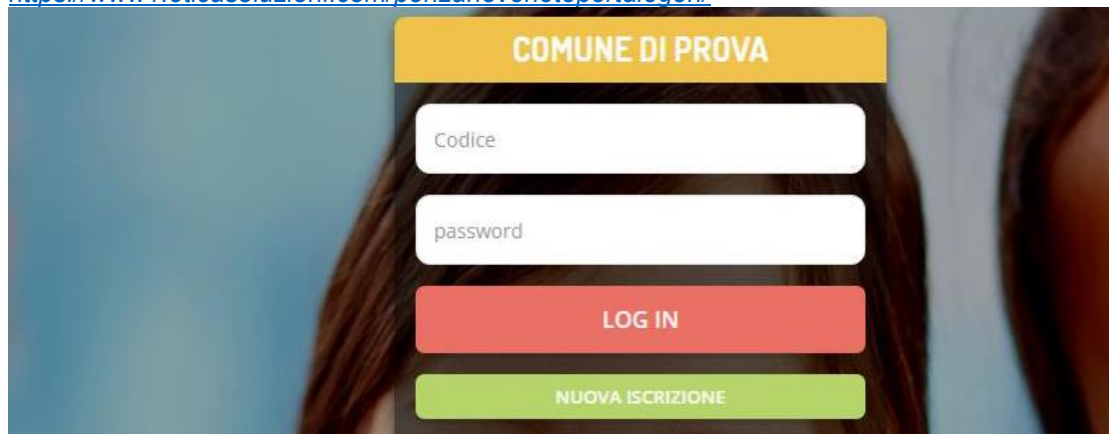 COMUNE DI PROVA
Codice
password
LOG IN
NUOVA ISCRIZIONE